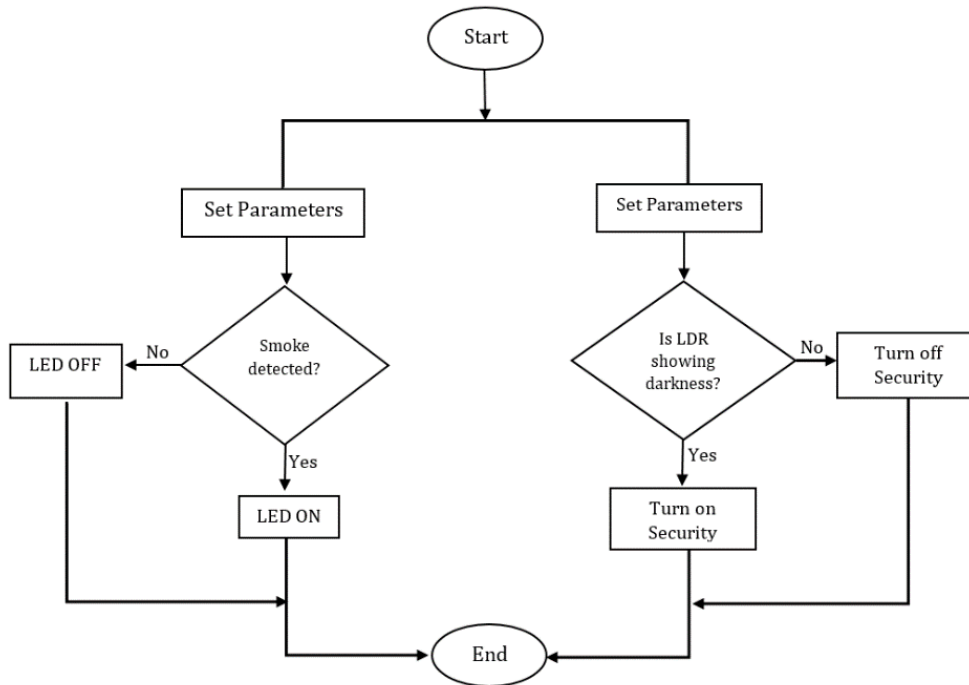 Start
Set Parameters
Set Parameters
Smoke
detected?
No
LED OFF
Yes
LED ON
Is LDR
showing
darkness?
No
Turn off
Security
Yes
Turn on
Security
End